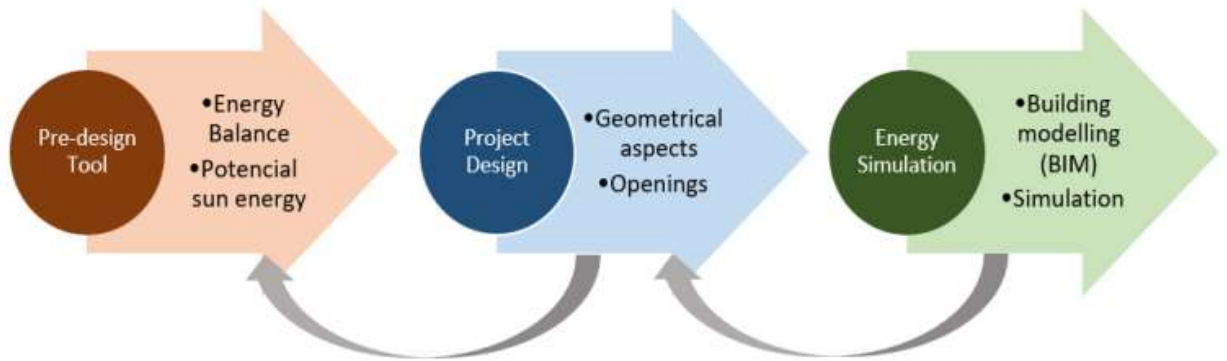 Pre-design
Tool
•Energy
Balance
•Potencial
sun energy
Project
Design
•Geometrical
aspects
•Openings
Energy
Simulation
•Building
modelling
(BIM)
•Simulation